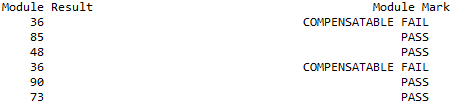 Module Result Module Mark
36 COMPENSATABLE FAIL
85 PASS
48 PASS
36 COMPENSATABLE FAIL
90 PASS
73 PASS